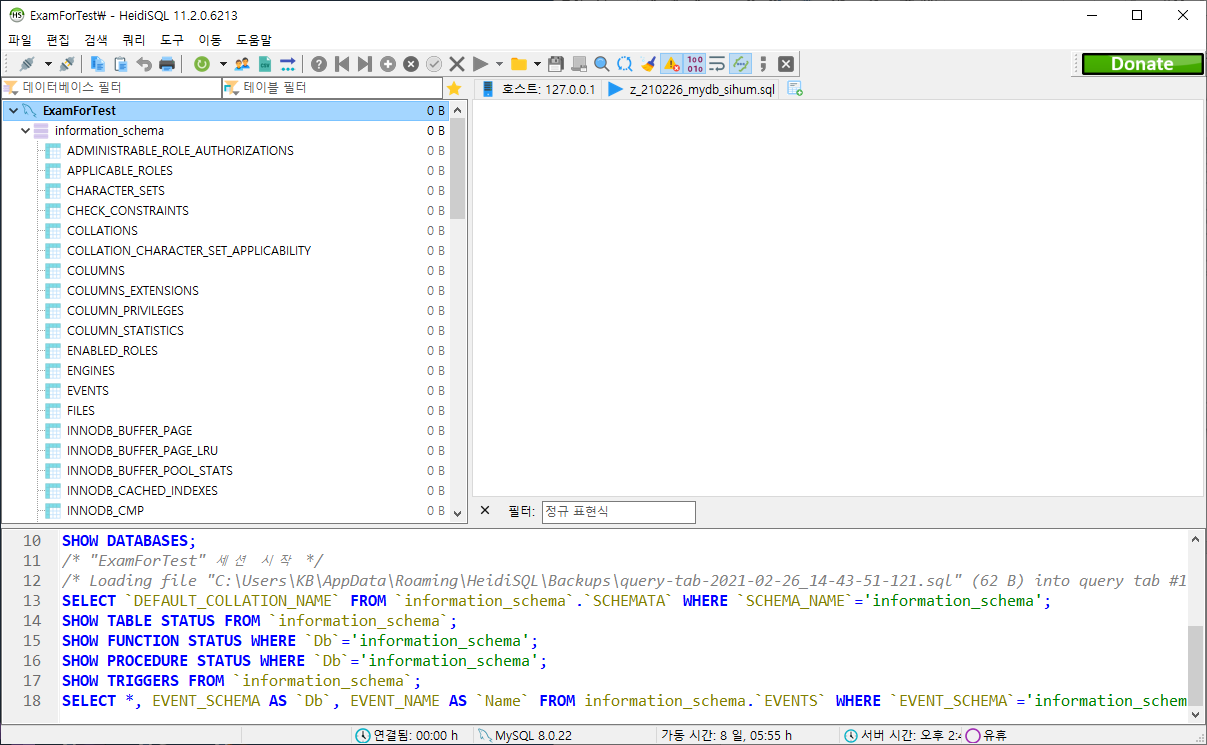 ExamForTest₩ - HeidiSQL 11.2.0.6213
파일 편집 검색 쿼리 도구 이동 도움말
Donate
데이터베이스 필터 테이블 필터 호스트: 127.0.0.1 z_210226_mydb_sihum.sql
ExamForTest 0 B
information_schema 0 B
ADMINISTRABLE_ROLE_AUTHORIZATIONS 0 B
APPLICABLE_ROLES 0 B
CHARACTER_SETS 0 B
CHECK_CONSTRAINTS 0 B
COLLATIONS 0 B
COLLATION_CHARACTER_SET_APPLICABILITY 0 B
COLUMNS 0 B
COLUMNS_EXTENSIONS 0 B
COLUMN_PRIVILEGES 0 B
COLUMN_STATISTICS 0 B
ENABLED_ROLES 0 B
ENGINES 0 B
EVENTS 0 B
FILES 0 B
INNODB_BUFFER_PAGE 0 B
INNODB_BUFFER_PAGE_LRU 0 B
INNODB_BUFFER_POOL_STATS 0 B
INNODB_CACHED_INDEXES 0 B
INNODB_CMP 0 B
필터: 정규 표현식
10 SHOW DATABASES;
11 /* "ExamForTest" 세션 시작 */
12 /* Loading file "C:\Users\KB\AppData\Roaming\HeidiSQL\Backups\query-tab-2021-02-26_14-43-51-121.sql" (62 B) into query tab #1
13 SELECT `DEFAULT_COLLATION_NAME` FROM `information_schema`.`SCHEMATA` WHERE `SCHEMA_NAME`='information_schema';
14 SHOW TABLE STATUS FROM `information_schema`;
15 SHOW FUNCTION STATUS WHERE `Db`='information_schema';
16 SHOW PROCEDURE STATUS WHERE `Db`='information_schema';
17 SHOW TRIGGERS FROM `information_schema`;
18 SELECT *, EVENT_SCHEMA AS `Db`, EVENT_NAME AS `Name` FROM information_schema.`EVENTS` WHERE `EVENT_SCHEMA`='information_schem
연결됨: 00:00 h MySQL 8.0.22 가동 시간: 8 일, 05:55 h 서버 시간: 오후 2:4 유휴